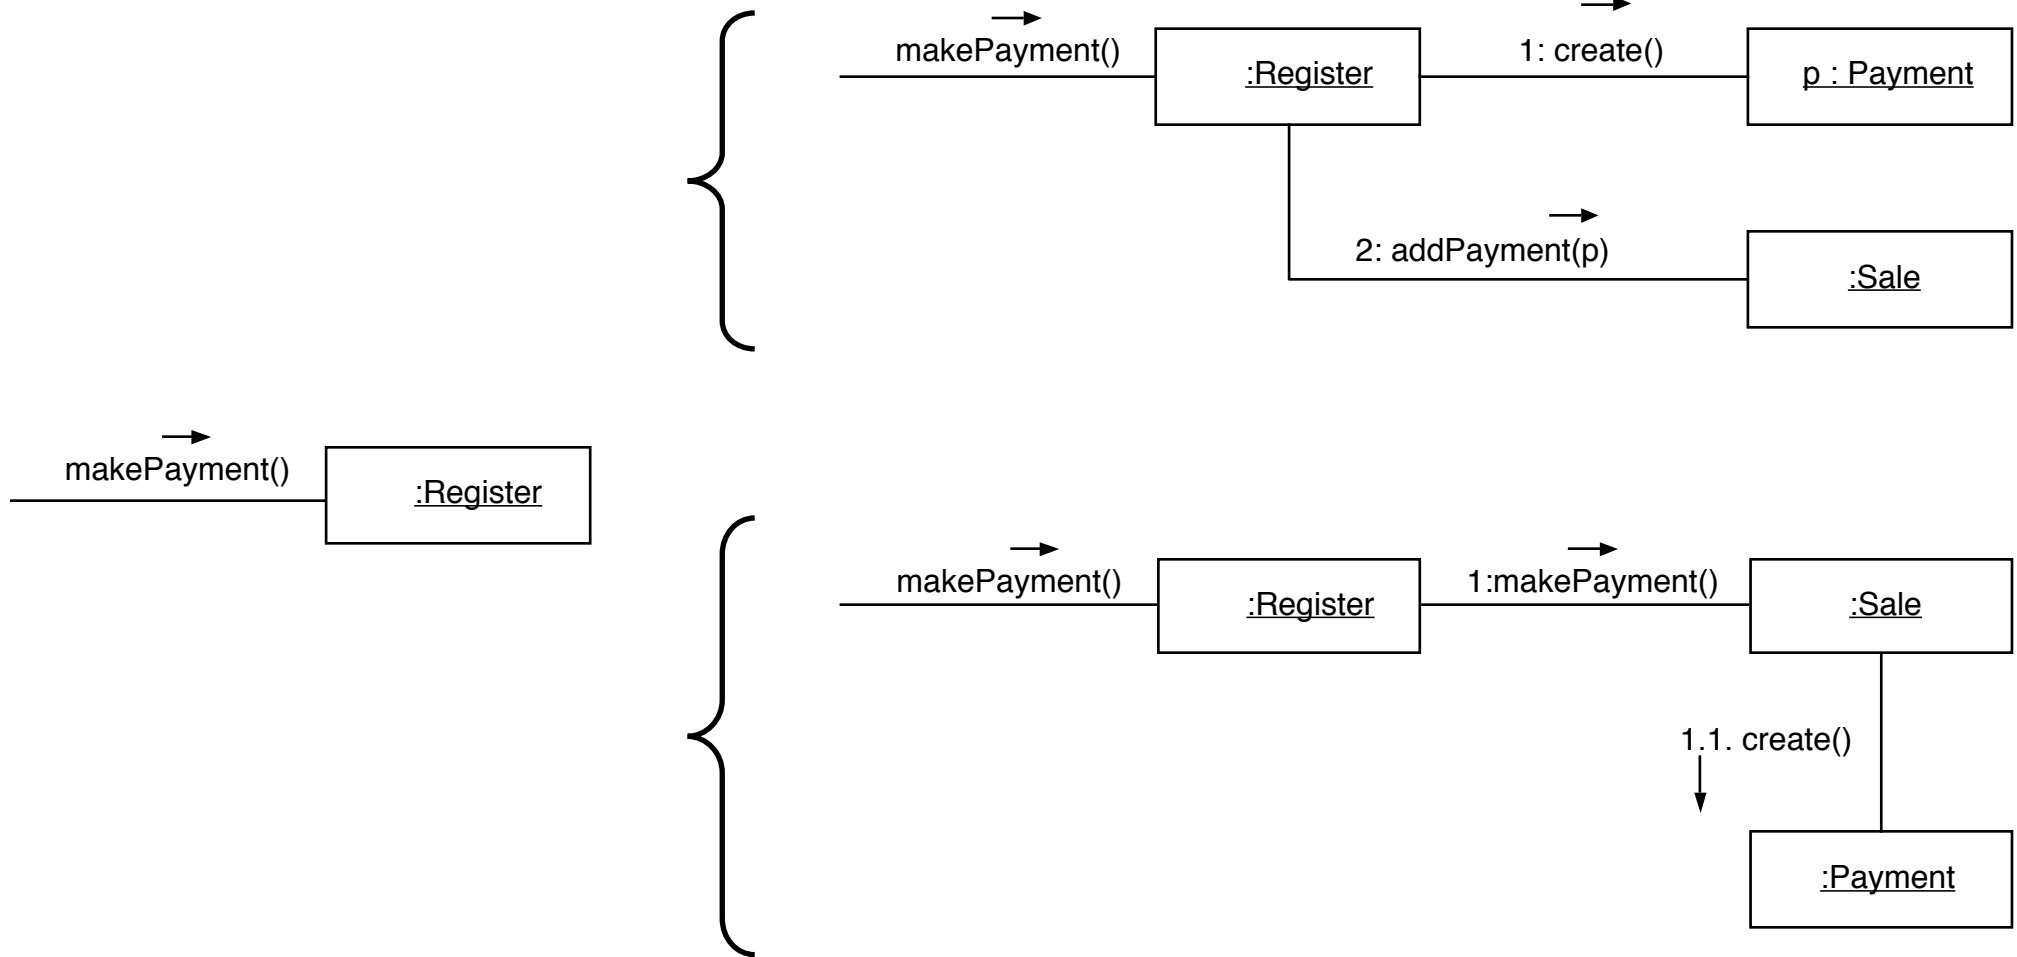 makePayment()
:Register
1: create()
p : Payment
2: addPayment(p)
:Sale
makePayment()
:Register
makePayment()
:Register
1:makePayment()
:Sale
1.1. create()
:Payment